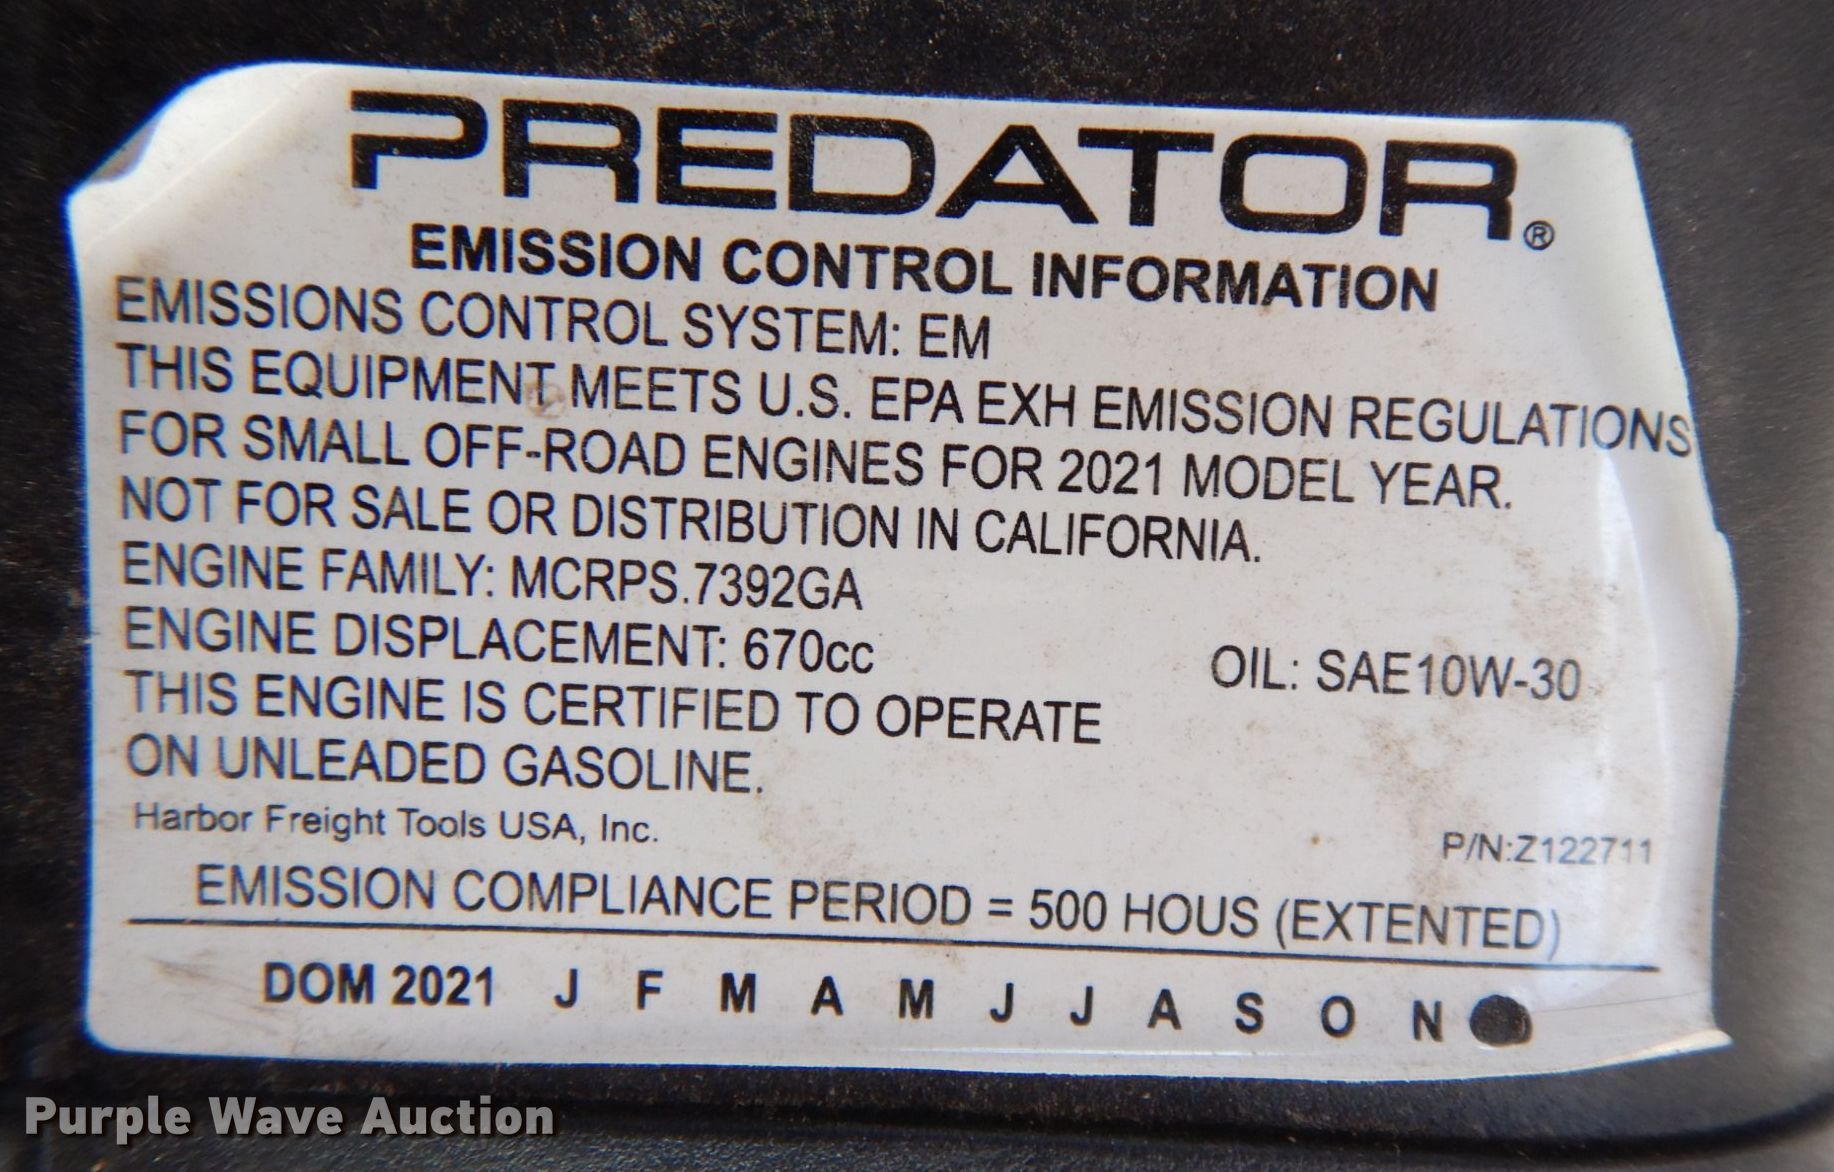 PREDATOR®
EMISSION CONTROL INFORMATION
EMISSIONS CONTROL SYSTEM: EM
THIS EQUIPMENT MEETS U.S. EPA EXH EMISSION REGULATIONS
FOR SMALL OFF-ROAD ENGINES FOR 2021 MODEL YEAR.
NOT FOR SALE OR DISTRIBUTION IN CALIFORNIA.
ENGINE FAMILY: MCRPS.7392GA
ENGINE DISPLACEMENT: 670cc OIL: SAE10W-30
THIS ENGINE IS CERTIFIED TO OPERATE
ON UNLEADED GASOLINE.
Harbor Freight Tools USA, Inc. P/N:Z122711
EMISSION COMPLIANCE PERIOD = 500 HOUS (EXTENTED)
DOM 2021 J F M A M J J A S O N
Purple Wave Auction